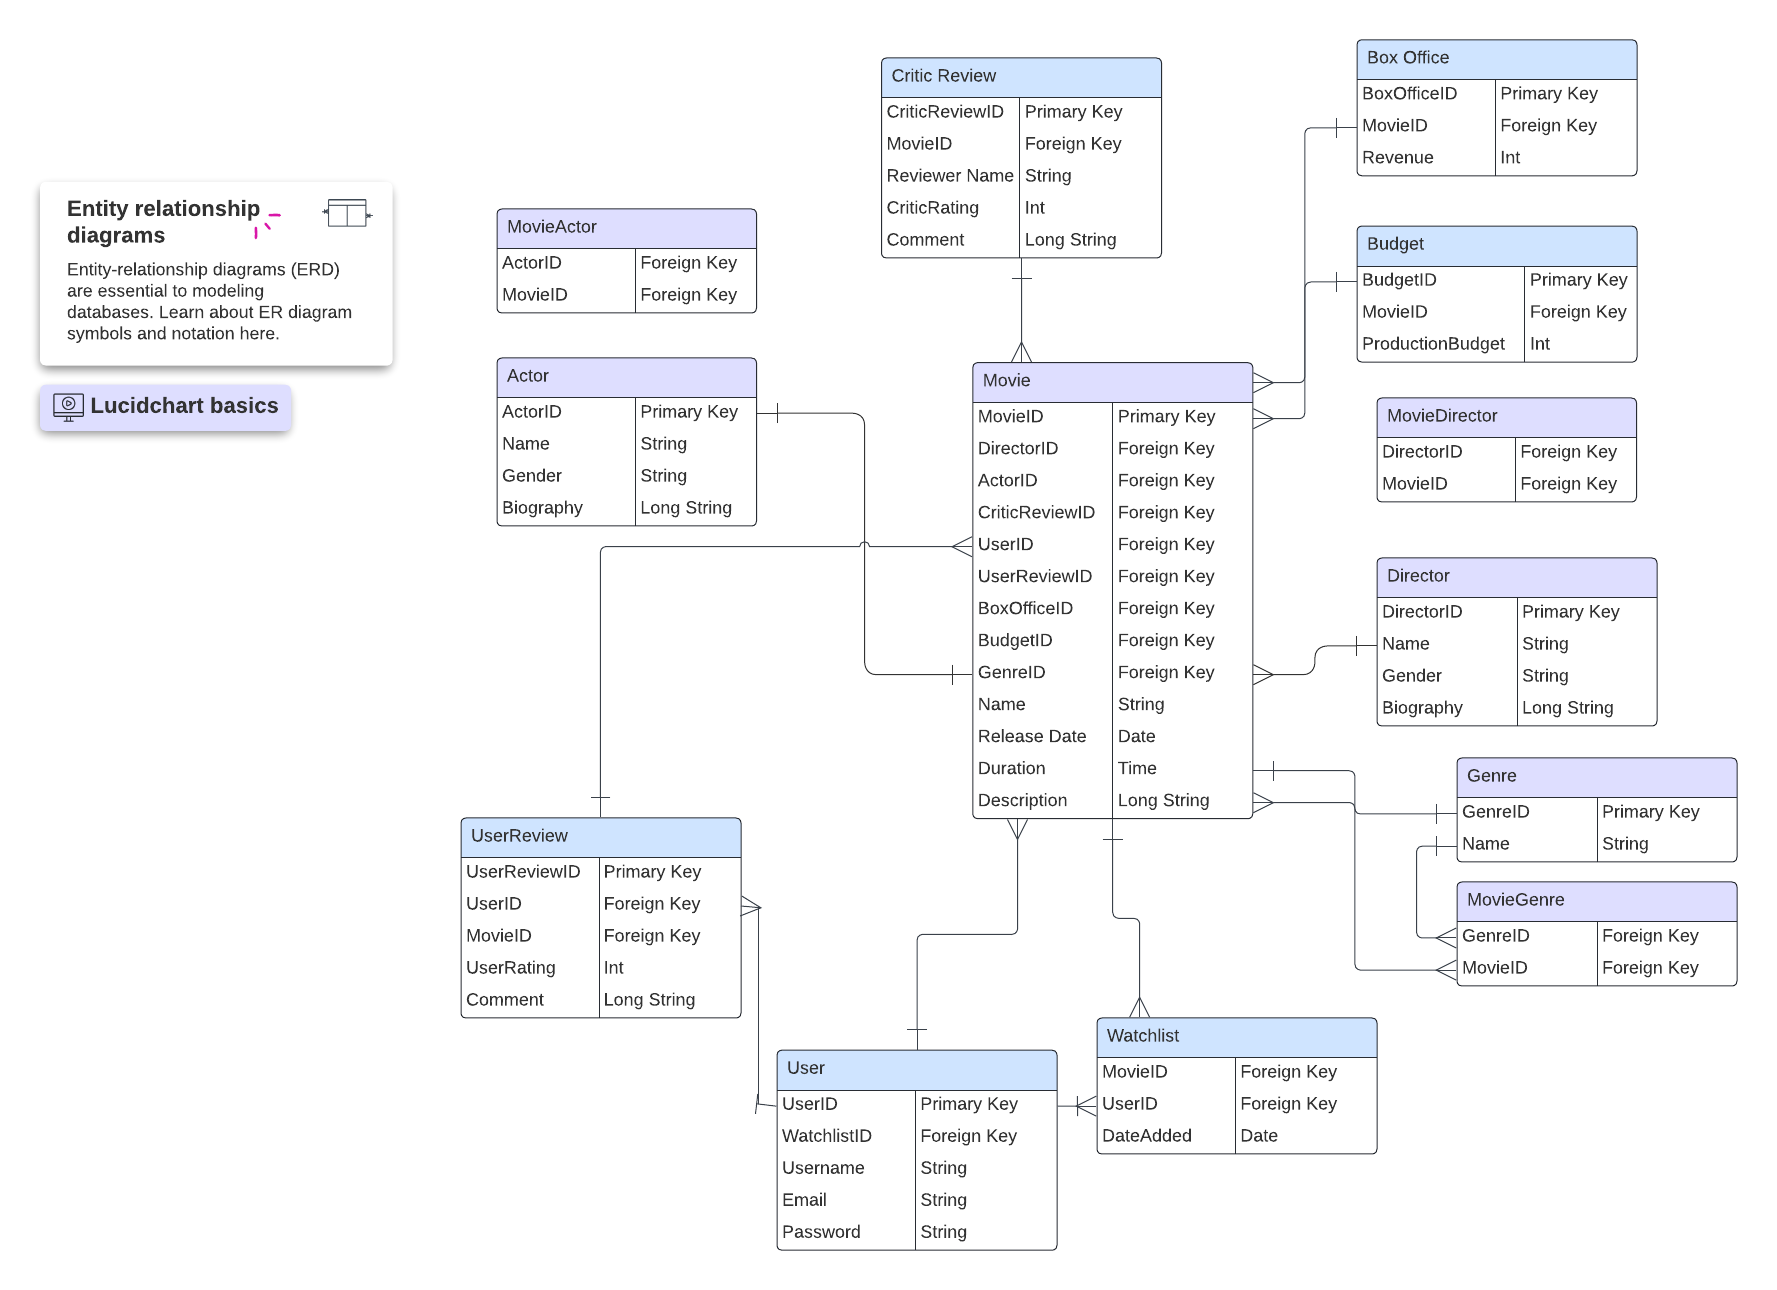 Entity relationship
diagrams
Entity-relationship diagrams (ERD)
are essential to modeling
databases. Learn about ER diagram
symbols and notation here.
Lucidchart basics
MovieActor
ActorID Foreign Key
MovieID Foreign Key
Actor
ActorID Primary Key
Name String
Gender String
Biography Long String
Critic Review
CriticReviewID Primary Key
MovieID Foreign Key
Reviewer Name String
CriticRating Int
Comment Long String
Box Office
BoxOfficeID Primary Key
MovieID Foreign Key
Revenue Int
Budget
BudgetID Primary Key
MovieID Foreign Key
ProductionBudget Int
Movie
MovieID Primary Key
DirectorID Foreign Key
ActorID Foreign Key
CriticReviewID Foreign Key
UserID Foreign Key
UserReviewID Foreign Key
BoxOfficeID Foreign Key
BudgetID Foreign Key
GenreID Foreign Key
Name String
Release Date Date
Duration Time
Description Long String
MovieDirector
DirectorID Foreign Key
MovieID Foreign Key
Director
DirectorID Primary Key
Name String
Gender String
Biography Long String
Genre
GenreID Primary Key
Name String
MovieGenre
GenreID Foreign Key
MovieID Foreign Key
UserReview
UserReviewID Primary Key
UserID Foreign Key
MovieID Foreign Key
UserRating Int
Comment Long String
User
UserID Primary Key
WatchlistID Foreign Key
Username String
Email String
Password String
Watchlist
MovieID Foreign Key
UserID Foreign Key
DateAdded Date